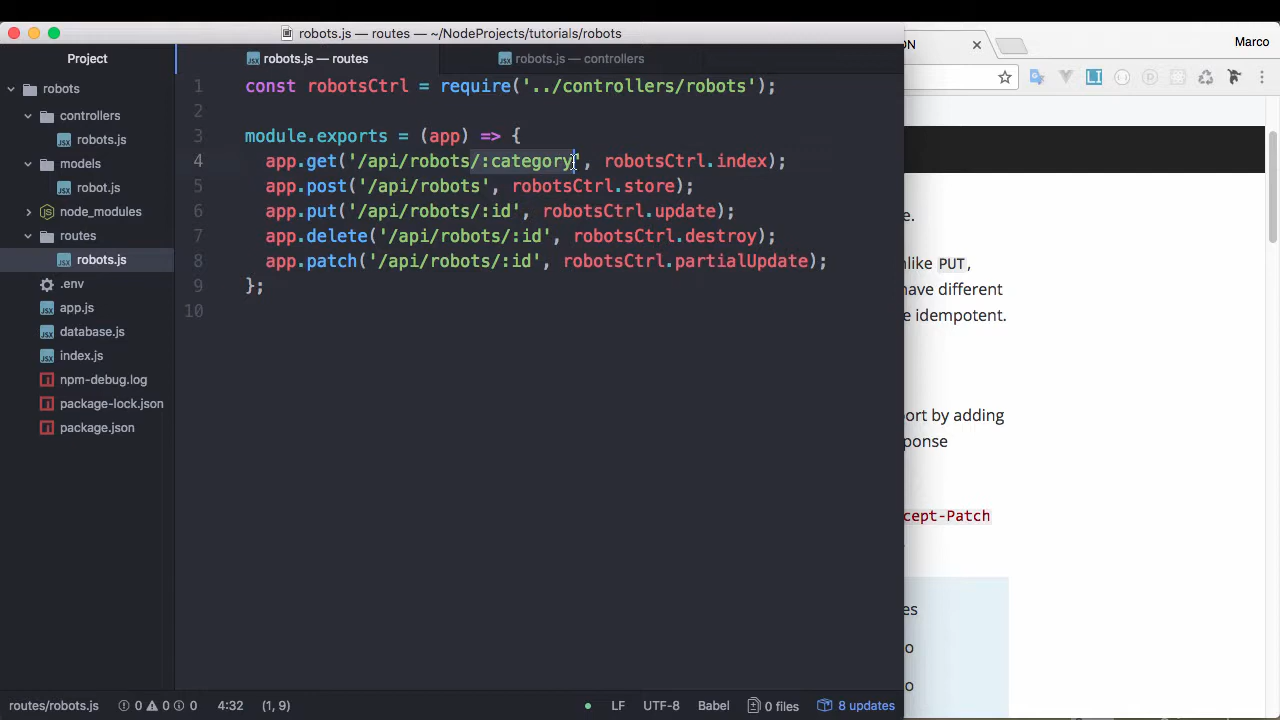 robots.js — routes — ~/NodeProjects/tutorials/robots
Project
robots
controllers
robots.js
models
robot.js
node_modules
routes
robots.js
.env
app.js
database.js
index.js
npm-debug.log
package-lock.json
package.json
robots.js — routes
robots.js — controllers
1 const robotsCtrl = require('../controllers/robots');
2
3 module.exports = (app) => {
4 app.get('/api/robots/:category', robotsCtrl.index);
5 app.post('/api/robots', robotsCtrl.store);
6 app.put('/api/robots/:id', robotsCtrl.update);
7 app.delete('/api/robots/:id', robotsCtrl.destroy);
8 app.patch('/api/robots/:id', robotsCtrl.partialUpdate);
9 };
10
routes/robots.js 0 0 0 4:32 (1, 9) LF UTF-8 Babel 0 files 8 updates
ON
Marco
LI
e.
nlike PUT,
have different
e idempotent.
ort by adding
sponse
cept-Patch
es
o
o